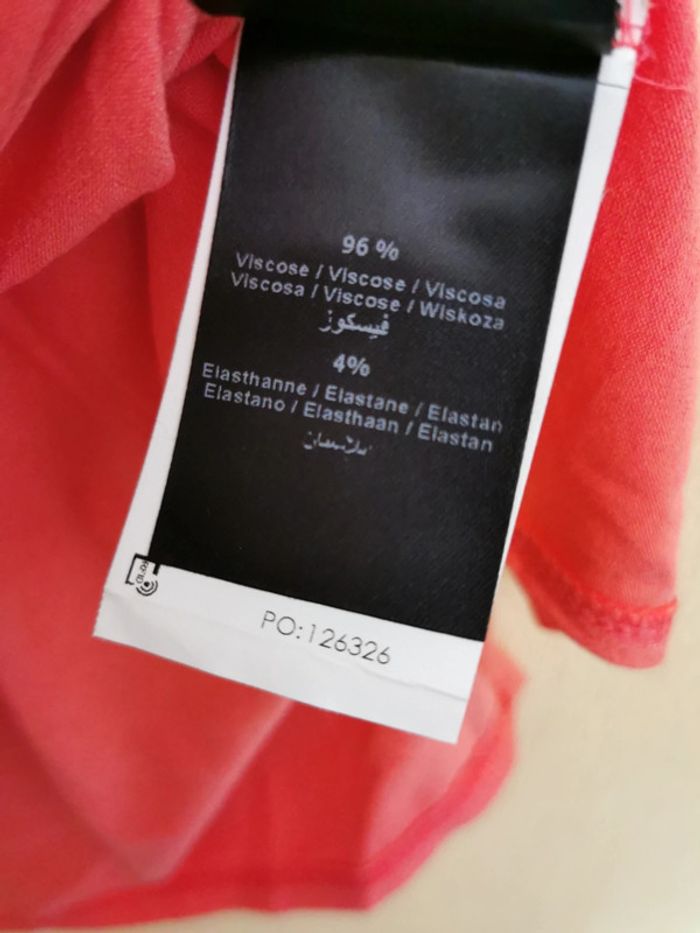 96 %
Viscose / Viscose / Viscosa
Viscosa / Viscose / Wiskoza
فيسكوز
4%
Elasthanne / Elastane / Elastan
Elastano / Elasthaan / Elastan
PO:126326